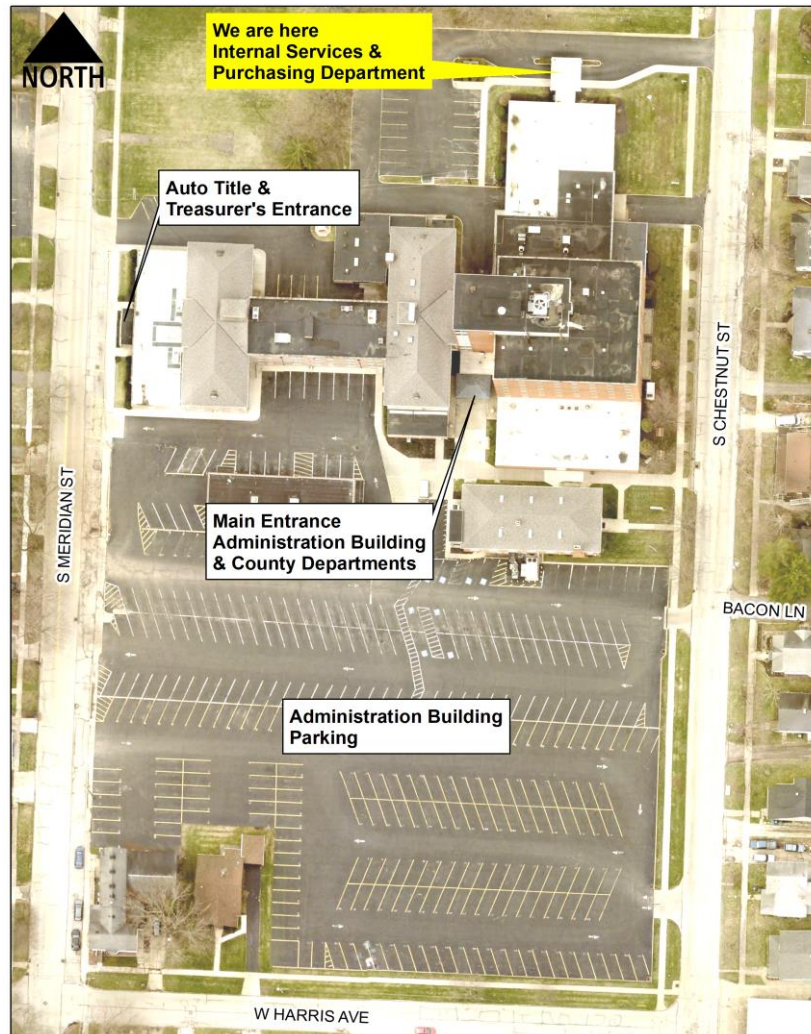 We are here
Internal Services &
Purchasing Department
NORTH
Auto Title &
Treasurer's Entrance
S CHESTNUT ST
S MERIDIAN ST
Main Entrance
Administration Building
& County Departments
BACON LN
Administration Building
Parking
W HARRIS AVE